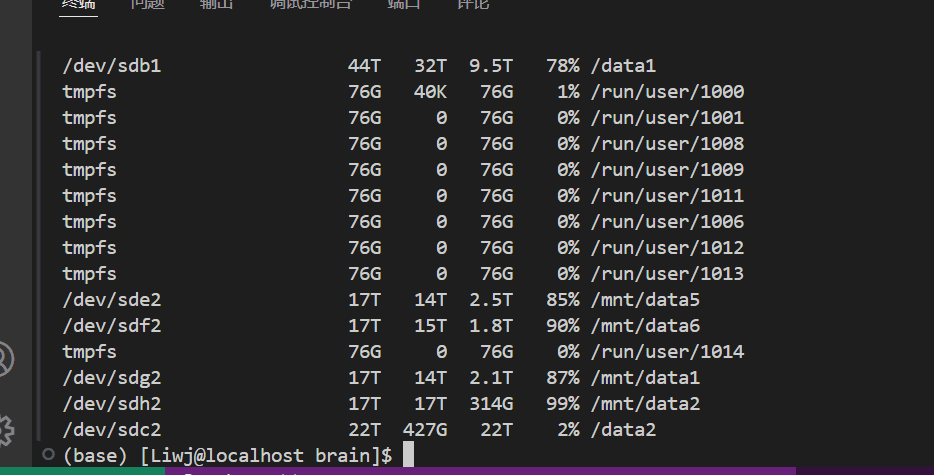 终端 问题 输出 调试控制台 端口 评论
/dev/sdb1 44T 32T 9.5T 78% /data1
tmpfs 76G 40K 76G 1% /run/user/1000
tmpfs 76G 0 76G 0% /run/user/1001
tmpfs 76G 0 76G 0% /run/user/1008
tmpfs 76G 0 76G 0% /run/user/1009
tmpfs 76G 0 76G 0% /run/user/1011
tmpfs 76G 0 76G 0% /run/user/1006
tmpfs 76G 0 76G 0% /run/user/1012
tmpfs 76G 0 76G 0% /run/user/1013
/dev/sde2 17T 14T 2.5T 85% /mnt/data5
/dev/sdf2 17T 15T 1.8T 90% /mnt/data6
tmpfs 76G 0 76G 0% /run/user/1014
/dev/sdg2 17T 14T 2.1T 87% /mnt/data1
/dev/sdh2 17T 17T 314G 99% /mnt/data2
/dev/sdc2 22T 427G 22T 2% /data2
(base) [Liwj@localhost brain]$